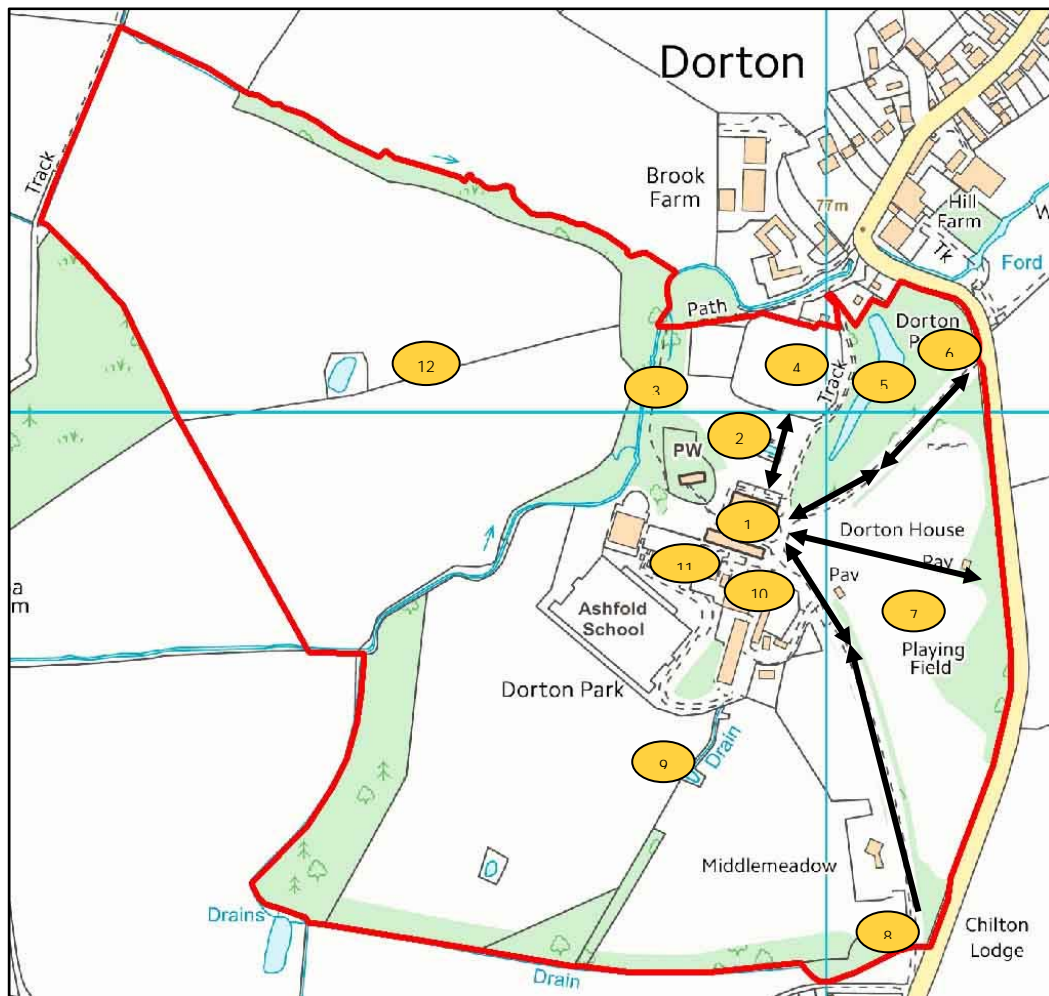 Dorton
Track
Brook
Farm
77m
Hill
Farm
Tk
W
Ford
Path
Dorton
6
12
4
5
3
Track
2
PW
1
Dorton House
a
m
11
10
Pav
Pav
7
Ashfold
School
Playing
Field
Dorton Park
9
Drain
Middlemeadow
Drains
8
Chilton
Lodge
Drain